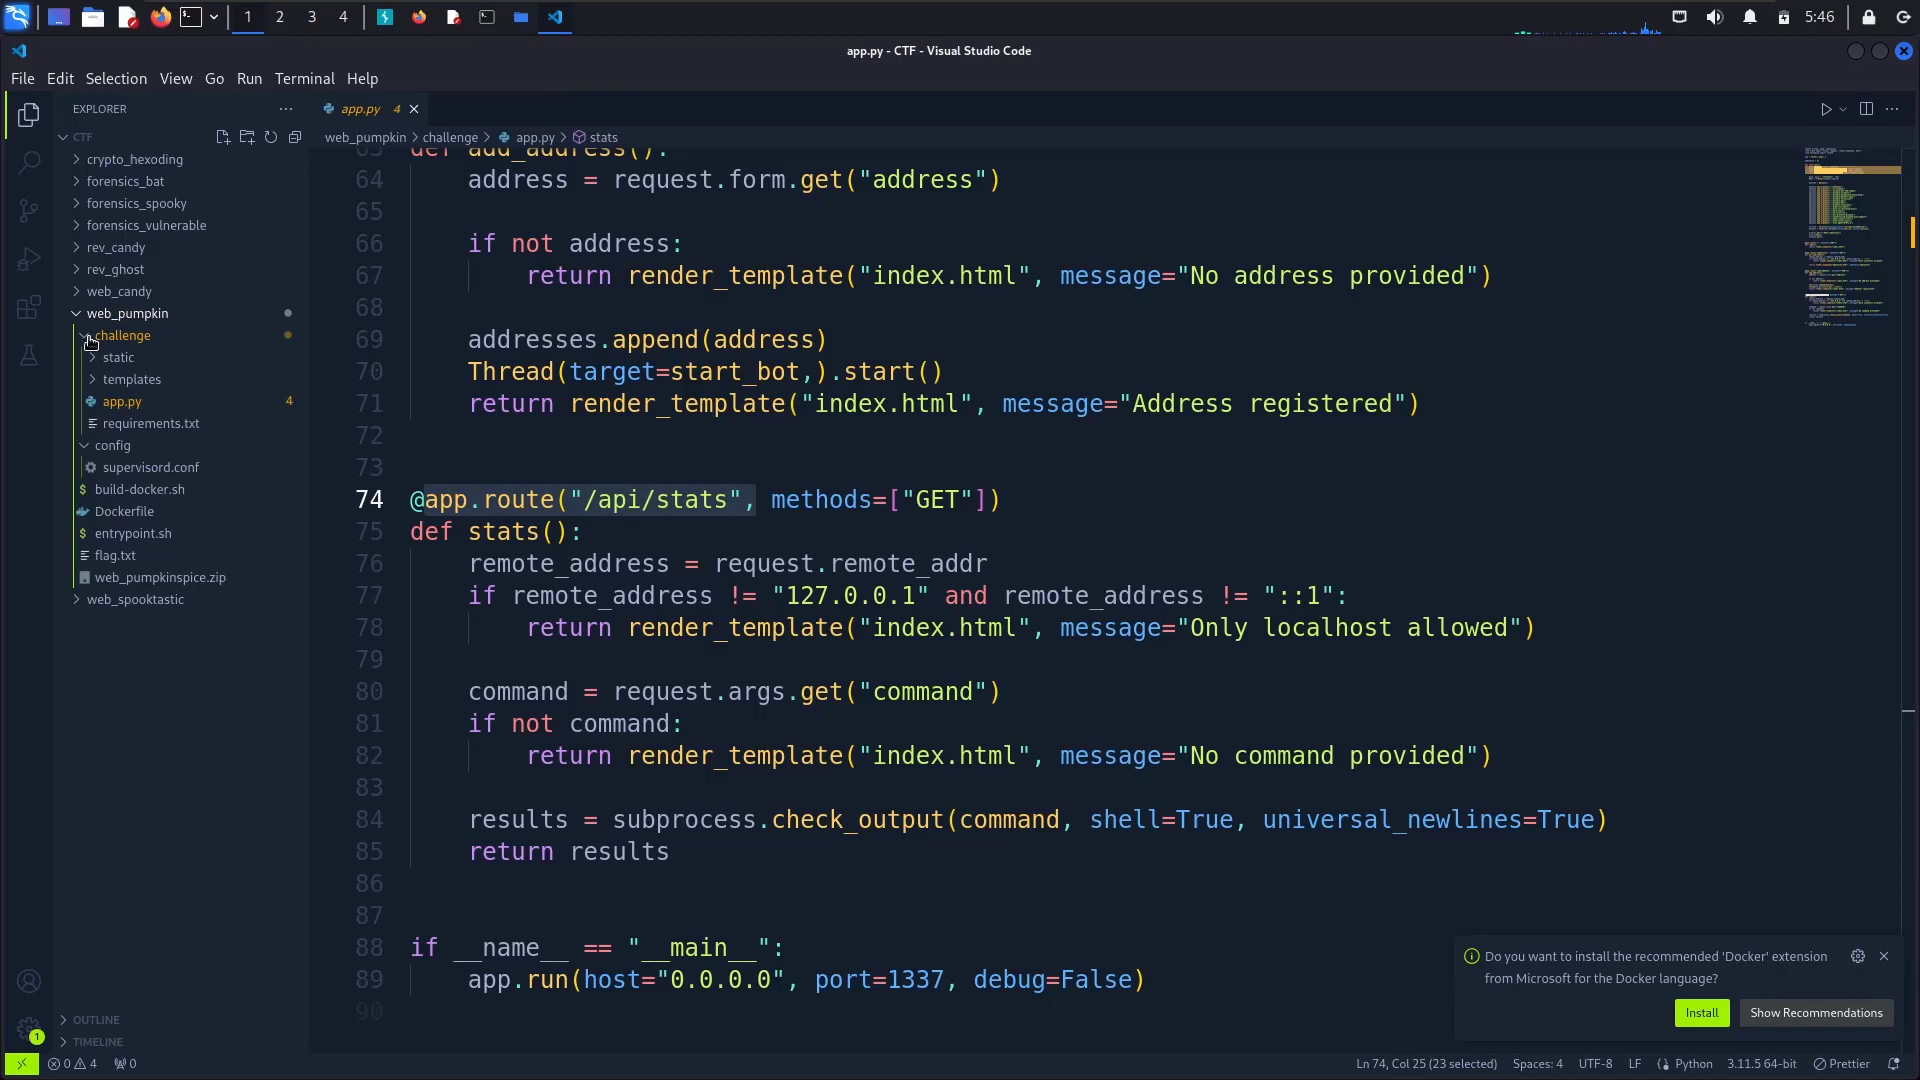 1 2 3 4
5:46
app.py - CTF - Visual Studio Code
File Edit Selection View Go Run Terminal Help
EXPLORER
app.py 4
CTF
web_pumpkin > challenge > app.py > stats
crypto_hexoding
forensics_bat
forensics_spooky
forensics_vulnerable
rev_candy
rev_ghost
web_candy
web_pumpkin
challenge
static
templates
app.py 4
requirements.txt
config
supervisord.conf
build-docker.sh
Dockerfile
entrypoint.sh
flag.txt
web_pumpkinspice.zip
web_spooktastic
OUTLINE
TIMELINE
63 def add_address():
64 address = request.form.get("address")
65
66 if not address:
67 return render_template("index.html", message="No address provided")
68
69 addresses.append(address)
70 Thread(target=start_bot,).start()
71 return render_template("index.html", message="Address registered")
72
73
74 @app.route("/api/stats", methods=["GET"])
75 def stats():
76 remote_address = request.remote_addr
77 if remote_address != "127.0.0.1" and remote_address != "::1":
78 return render_template("index.html", message="Only localhost allowed")
79
80 command = request.args.get("command")
81 if not command:
82 return render_template("index.html", message="No command provided")
83
84 results = subprocess.check_output(command, shell=True, universal_newlines=True)
85 return results
86
87
88 if __name__ == "__main__":
89 app.run(host="0.0.0.0", port=1337, debug=False)
90
Do you want to install the recommended 'Docker' extension
from Microsoft for the Docker language?
Install Show Recommendations
1
0 4 0 Ln 74, Col 25 (23 selected) Spaces: 4 UTF-8 LF Python 3.11.5 64-bit Prettier